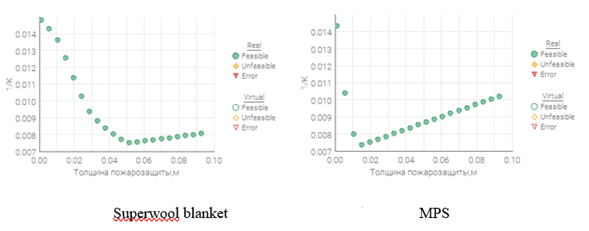 0.014
0.013
0.012
0.011
0.010
0.009
0.008
0.007
1/K
0.00 0.02 0.04 0.06 0.08 0.10
Толщина пожарозащиты,м
Real
Feasible
Unfeasible
Error
Virtual
Feasible
Unfeasible
Error
Superwool blanket
0.014
0.013
0.012
0.011
0.010
0.009
0.008
0.007
1/K
0.00 0.02 0.04 0.06 0.08 0.10
Толщина пожарозащиты,м
Real
Feasible
Unfeasible
Error
Virtual
Feasible
Unfeasible
Error
MPS